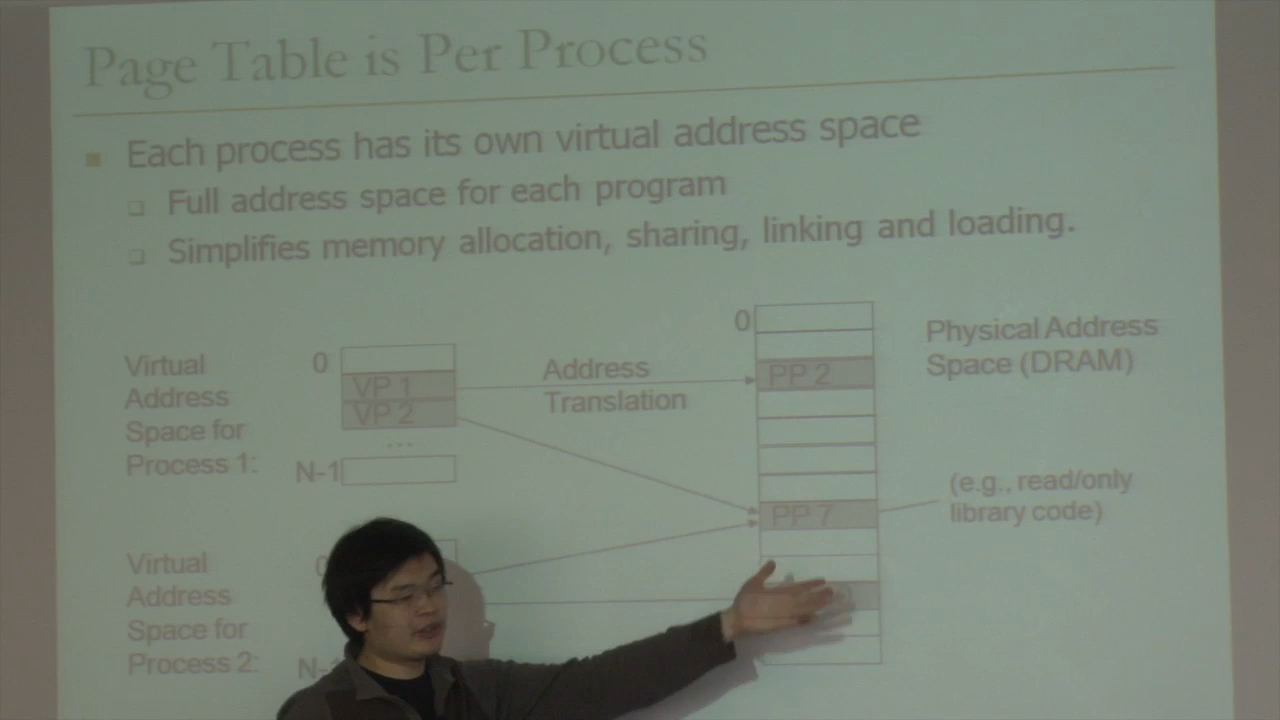 Page Table is Per Process
Each process has its own virtual address space
Full address space for each program
Simplifies memory allocation, sharing, linking and loading.
Virtual
Address
Space for
Process 1:
0
VP 1
VP 2
...
N-1
Address
Translation
0
PP 2
PP 7
Physical Address
Space (DRAM)
(e.g., read/only
library code)
Virtual
Address
Space for
Process 2: